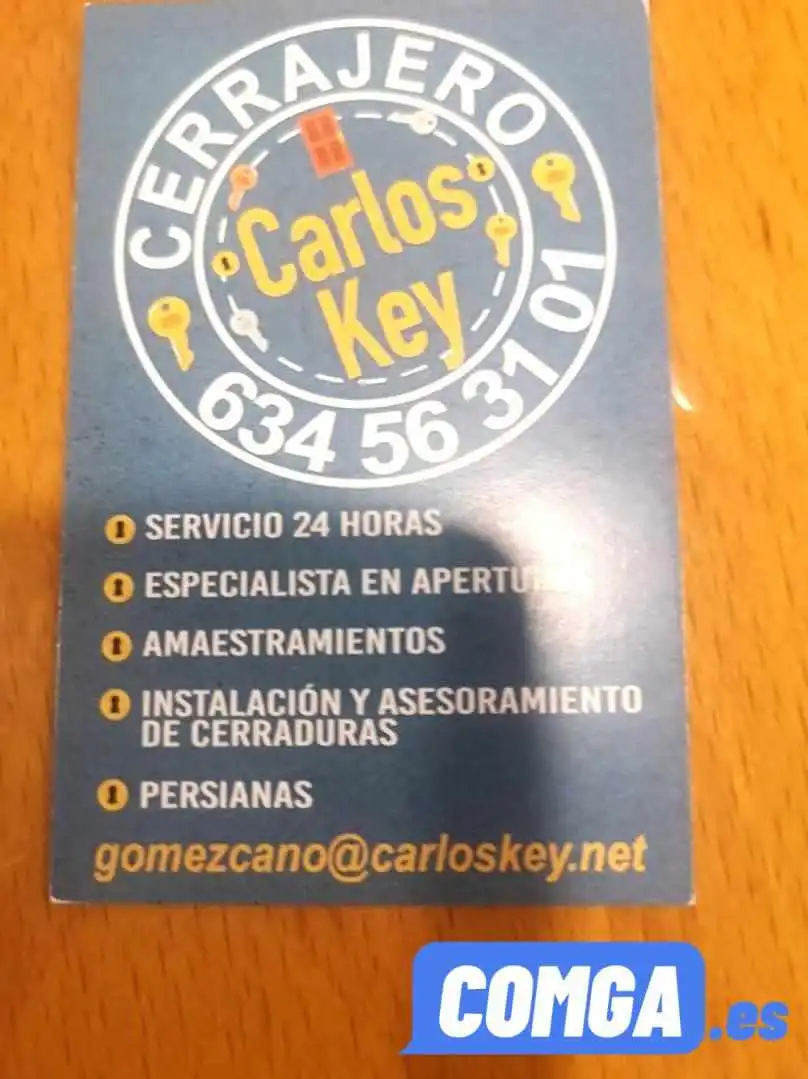 CERRAJERO
Carlos
Key
634 56 31 01
SERVICIO 24 HORAS
ESPECIALISTA EN
AMAESTRAMIENTOS
INSTALACIÓN Y ASESORAMIENTO
DE CERRADURAS
PERSIANAS
gomezcano@carloskey.net
COMGA.es